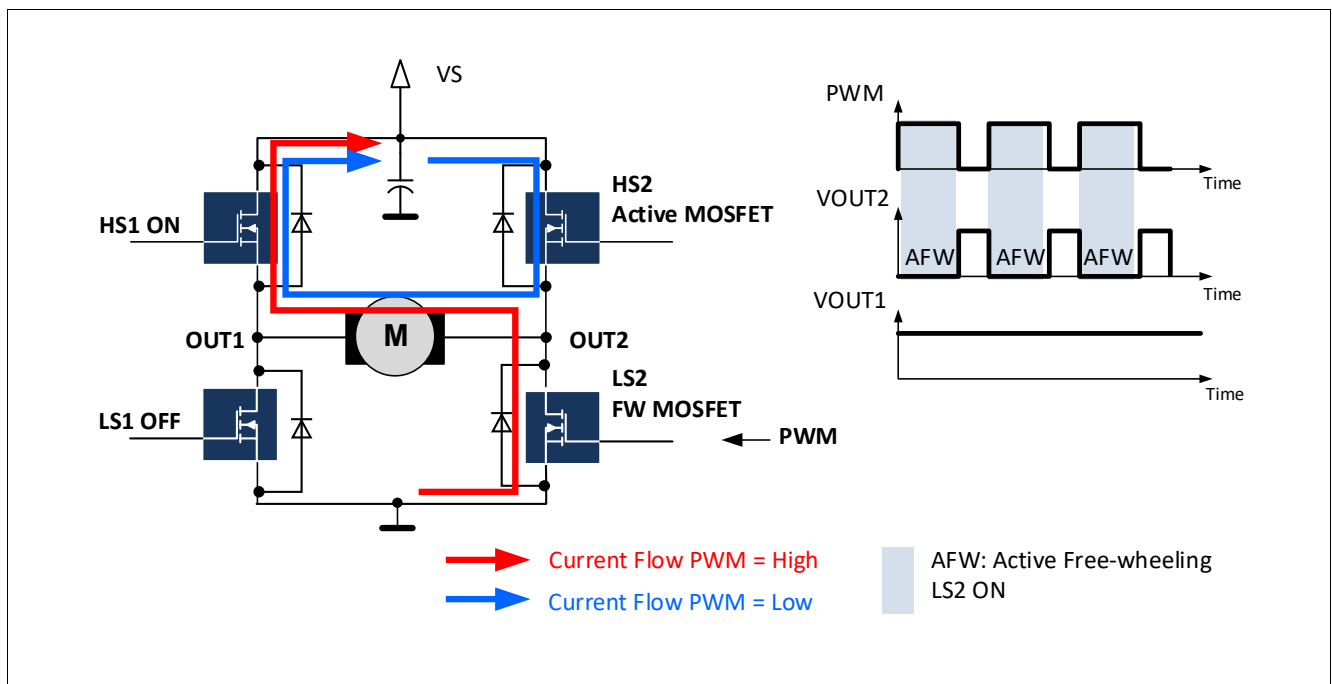 VS
HS1 ON
HS2
Active MOSFET
OUT1
M
OUT2
LS1 OFF
LS2
FW MOSFET
PWM
PWM
Time
VOUT2
AFW AFW AFW
Time
VOUT1
Time
Current Flow PWM = High
Current Flow PWM = Low
AFW: Active Free-wheeling
LS2 ON